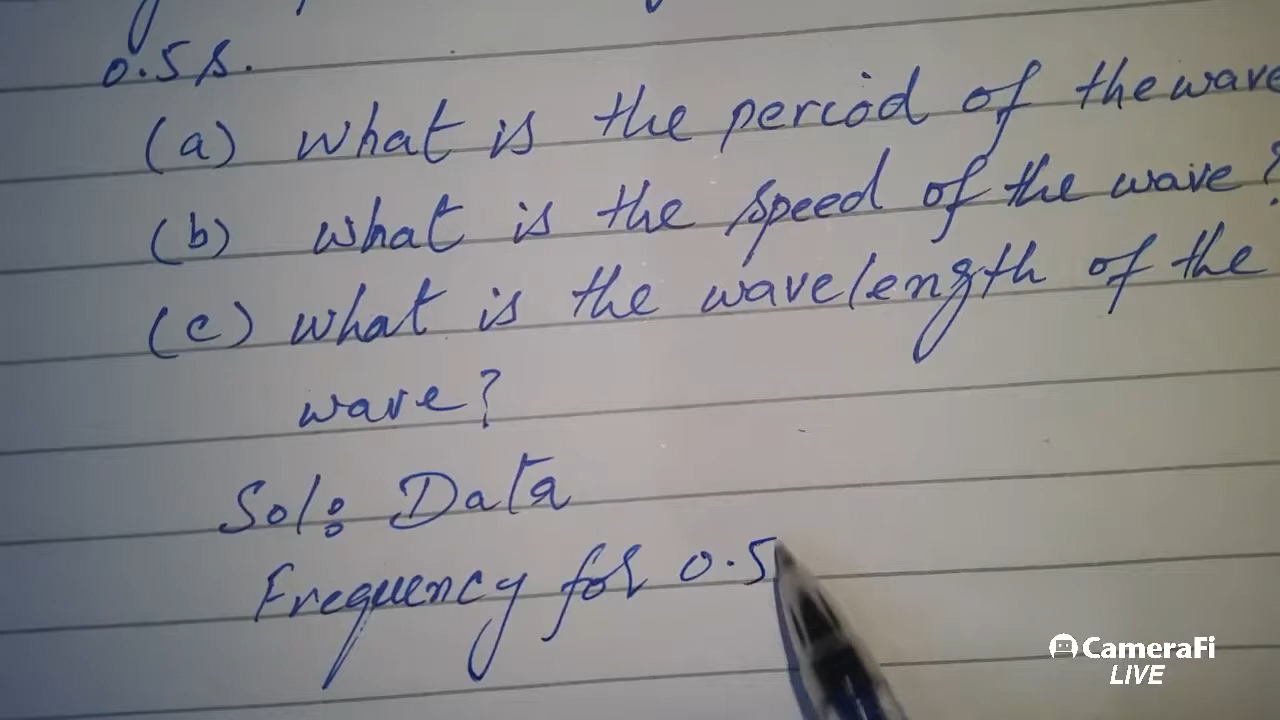 0.5 s.
(a) What is the period of the wave
(b) what is the speed of the wave?
(c) what is the wavelength of the
wave?
Sol: Data
Frequency for 0.5
CameraFi
LIVE